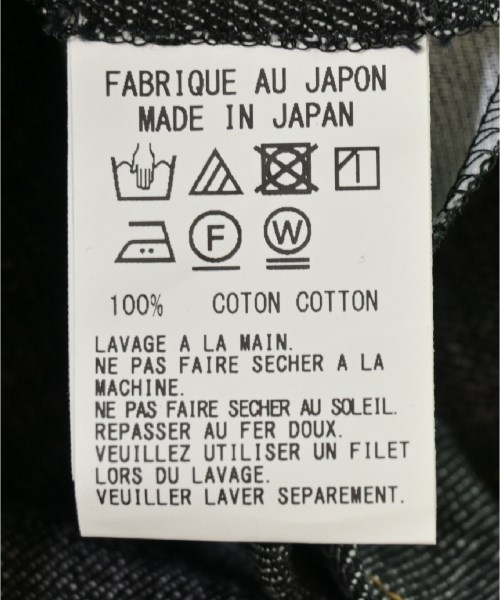 FABRIQUE AU JAPON
MADE IN JAPAN
F W
100% COTON COTTON
LAVAGE A LA MAIN.
NE PAS FAIRE SECHER A LA
MACHINE.
NE PAS FAIRE SECHER AU SOLEIL.
REPASSER AU FER DOUX.
VEUILLEZ UTILISER UN FILET
LORS DU LAVAGE.
VEUILLER LAVER SEPAREMENT.